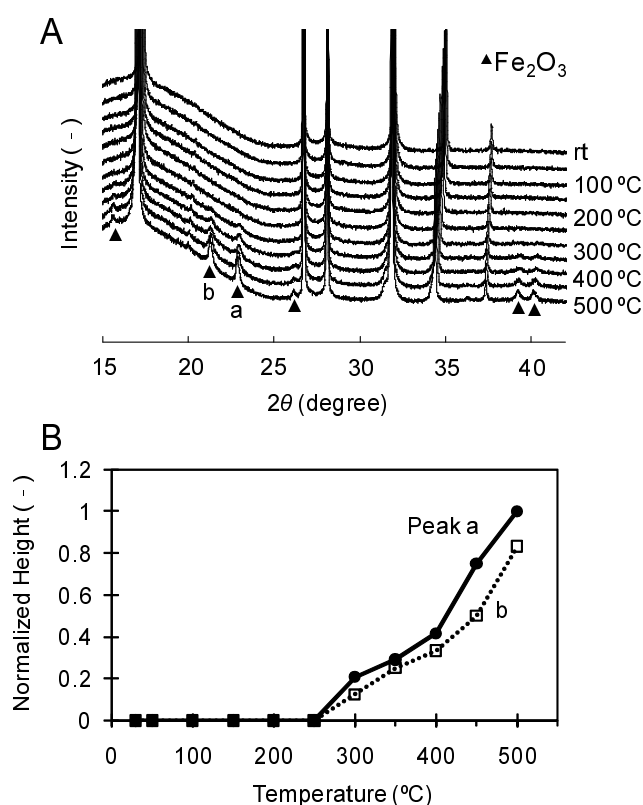 A
▲Fe₂O₃
Intensity ( - )
rt
100 ºC
200 ºC
300 ºC
400 ºC
500 ºC
b
a
15 20 25 30 35 40
2θ (degree)
B
Normalized Height ( - )
1.2
1
0.8
0.6
0.4
0.2
0
Peak a
b
0 100 200 300 400 500
Temperature (ºC)